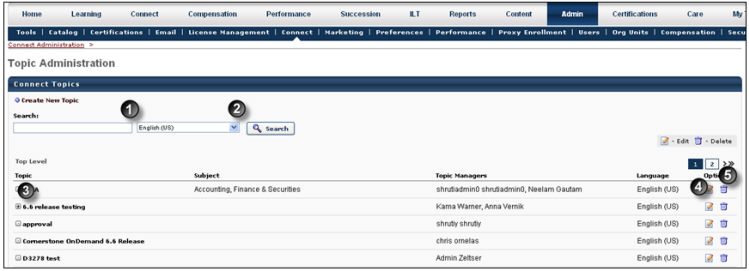 Home Learning Connect Compensation Performance Succession ILT Reports Content Admin Certifications Care My
Tools | Catalog | Certifications | Email | License Management | Connect | Marketing | Preferences | Performance | Proxy Enrollment | Users | Org Units | Compensation | Secu
Connect Administration >
Topic Administration
Connect Topics
Create New Topic
1 2
Search:
English (US) Search
- Edit - Delete
Top Level 1 2 >>
Topic Subject Topic Managers Language Opti 5
3 A Accounting, Finance & Securities shrutiadmin0 shrutiadmin0, Neelam Gautam English (US) 4
6.6 release testing Karna Warner, Anna Vernik English (US)
approval shrutiy shrutiy English (US)
Cornerstone OnDemand 6.6 Release chris ornelas English (US)
D3278 test Admin Zeltser English (US)